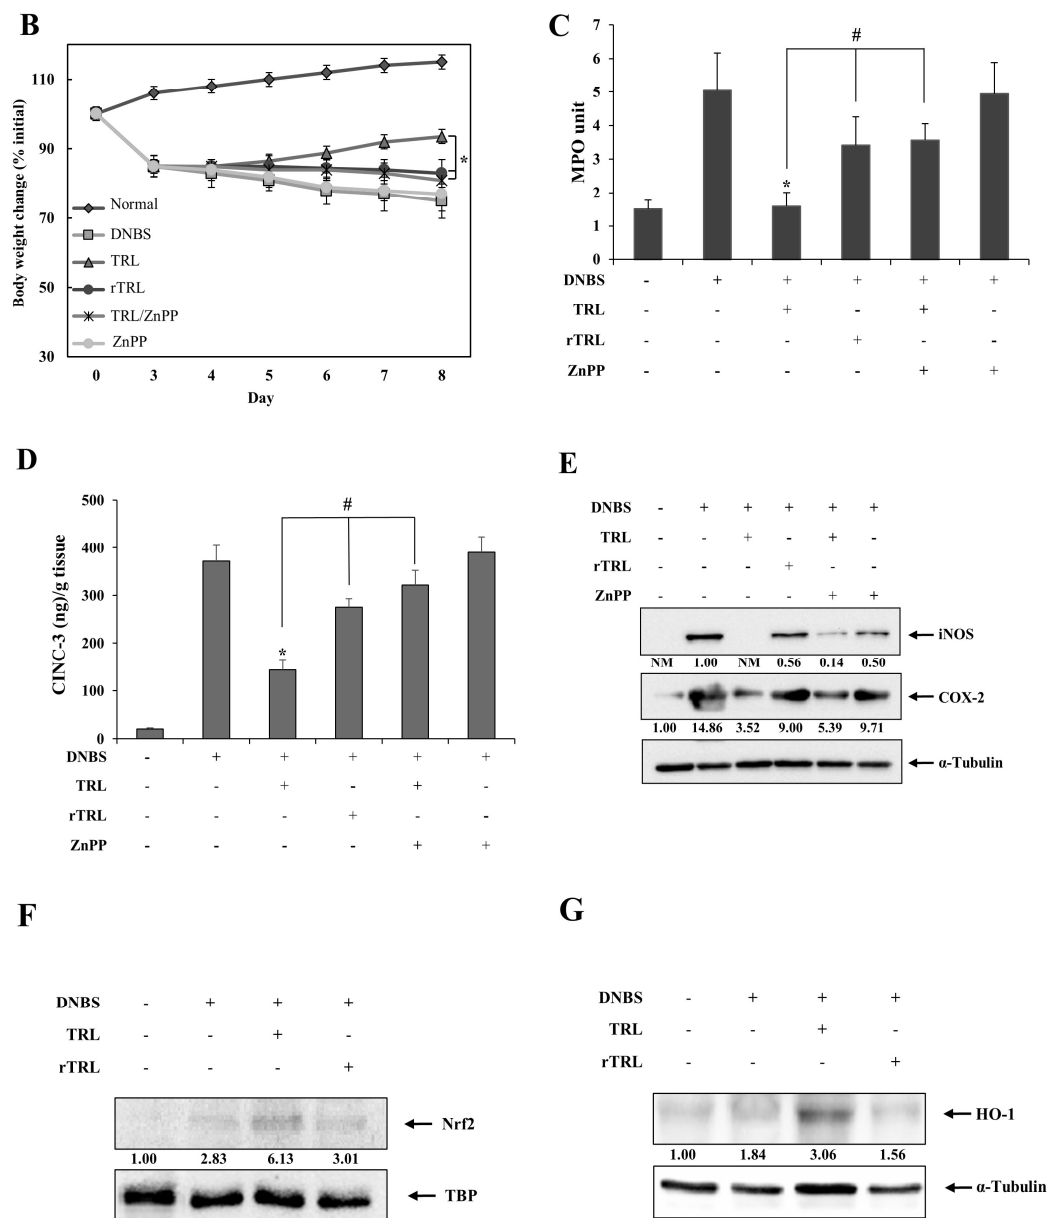 B
Body weight change (% initial)
110
90
70
50
30
Normal
DNBS
TRL
rTRL
TRL/ZnPP
ZnPP
*
0 3 4 5 6 7 8
Day
C
MPO unit
7
6
5
4
3
2
1
0
#
*
DNBS - + + + + +
TRL - - + - + -
rTRL - - - + - -
ZnPP - - - - + +
D
CINC-3 (ng)/g tissue
500
400
300
200
100
0
#
*
DNBS - + + + + +
TRL - - + - + -
rTRL - - - + - -
ZnPP - - - - + +
E
DNBS - + + + + +
TRL - - + - + -
rTRL - - - + - -
ZnPP - - - - + +
iNOS
NM 1.00 NM 0.56 0.14 0.50
COX-2
1.00 14.86 3.52 9.00 5.39 9.71
α-Tubulin
F
DNBS - + + +
TRL - - + -
rTRL - - - +
Nrf2
1.00 2.83 6.13 3.01
TBP
G
DNBS - + + +
TRL - - + -
rTRL - - - +
HO-1
1.00 1.84 3.06 1.56
α-Tubulin